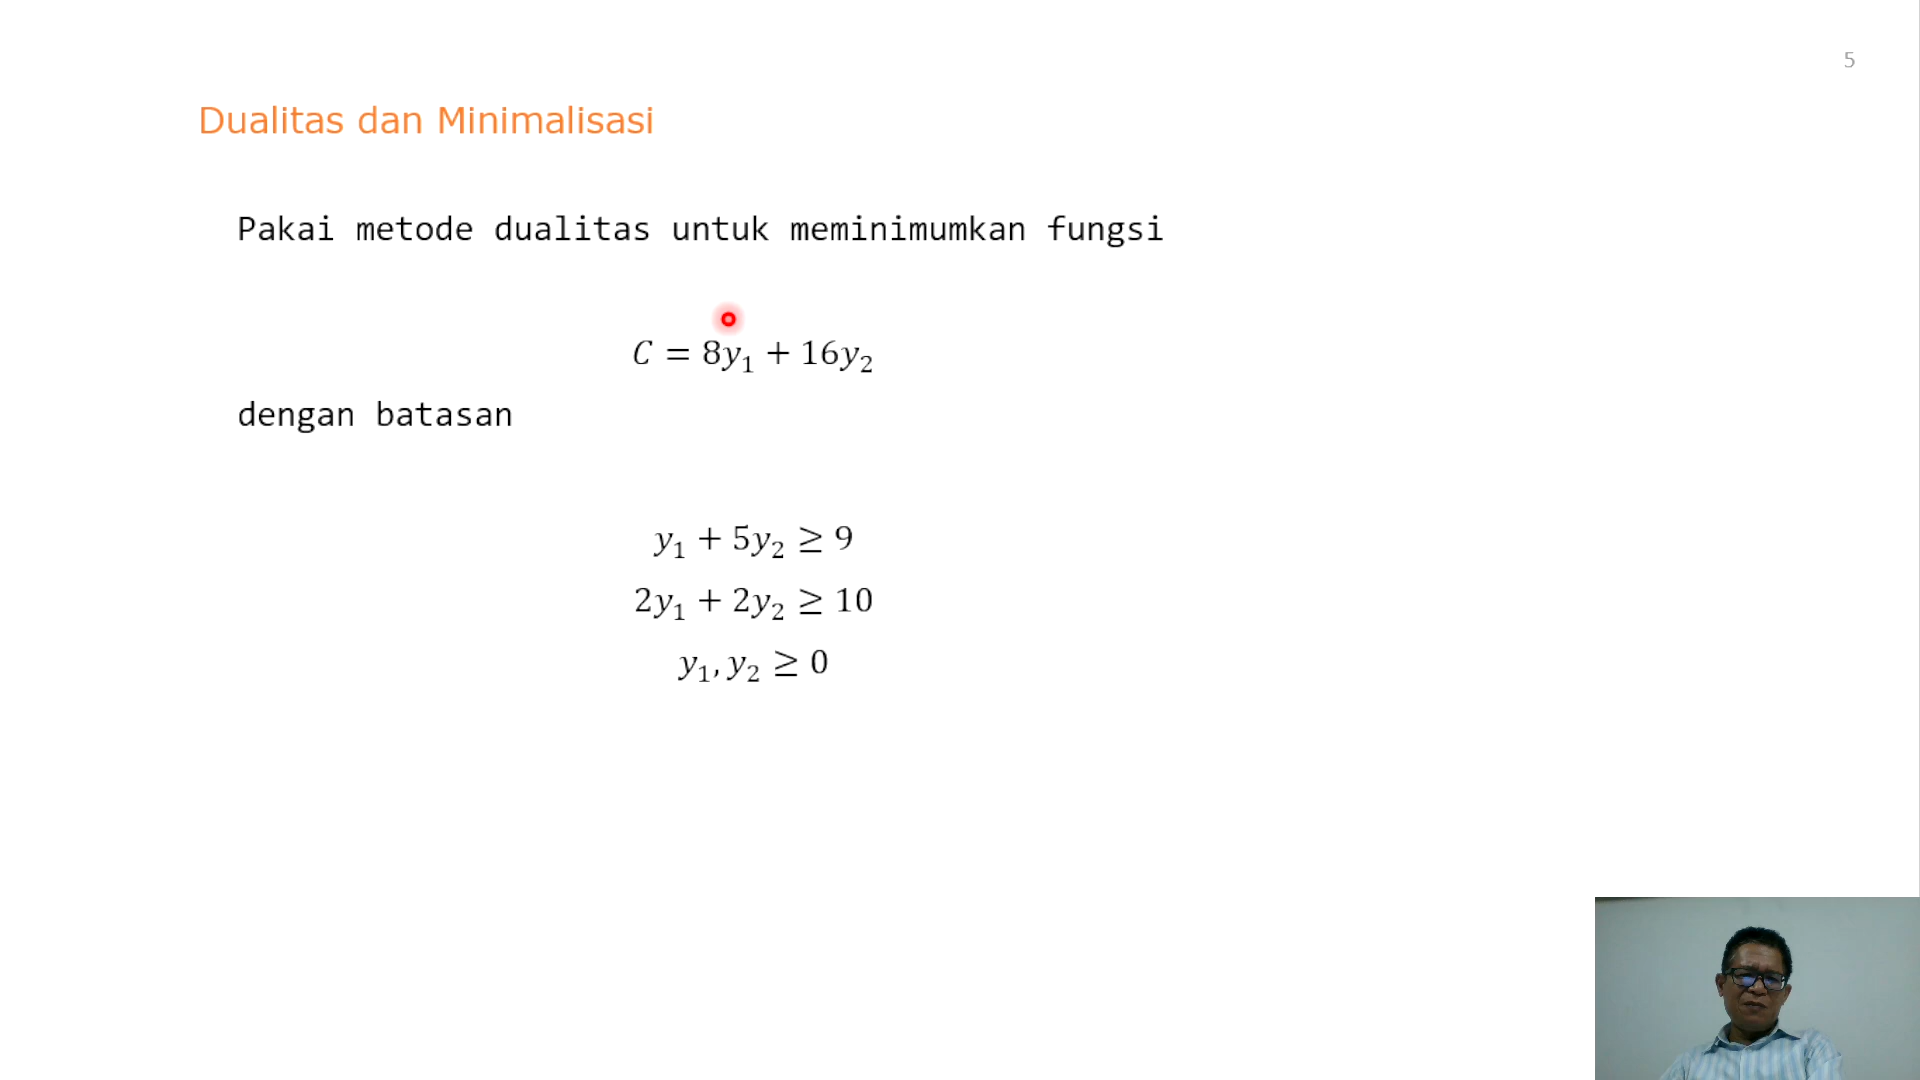 5
Dualitas dan Minimalisasi
Pakai metode dualitas untuk meminimumkan fungsi
C = 8y₁ + 16y₂
dengan batasan
y₁ + 5y₂ ≥ 9
2y₁ + 2y₂ ≥ 10
y₁, y₂ ≥ 0